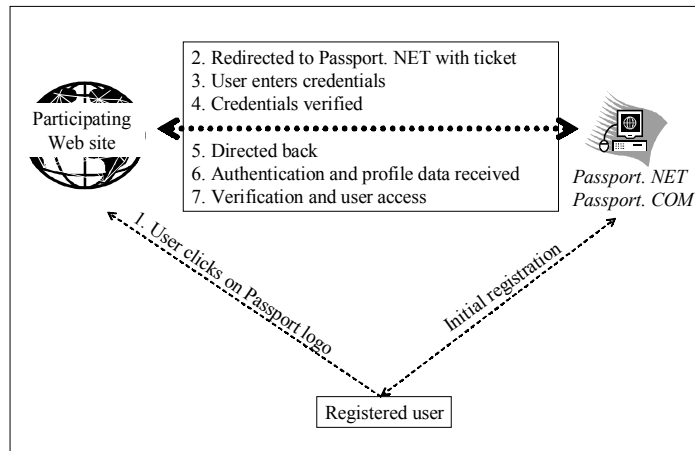 2. Redirected to Passport. NET with ticket
3. User enters credentials
4. Credentials verified
Participating
Web site
5. Directed back
6. Authentication and profile data received
7. Verification and user access
Passport. NET
Passport. COM
1. User clicks on Passport logo
Initial registration
Registered user